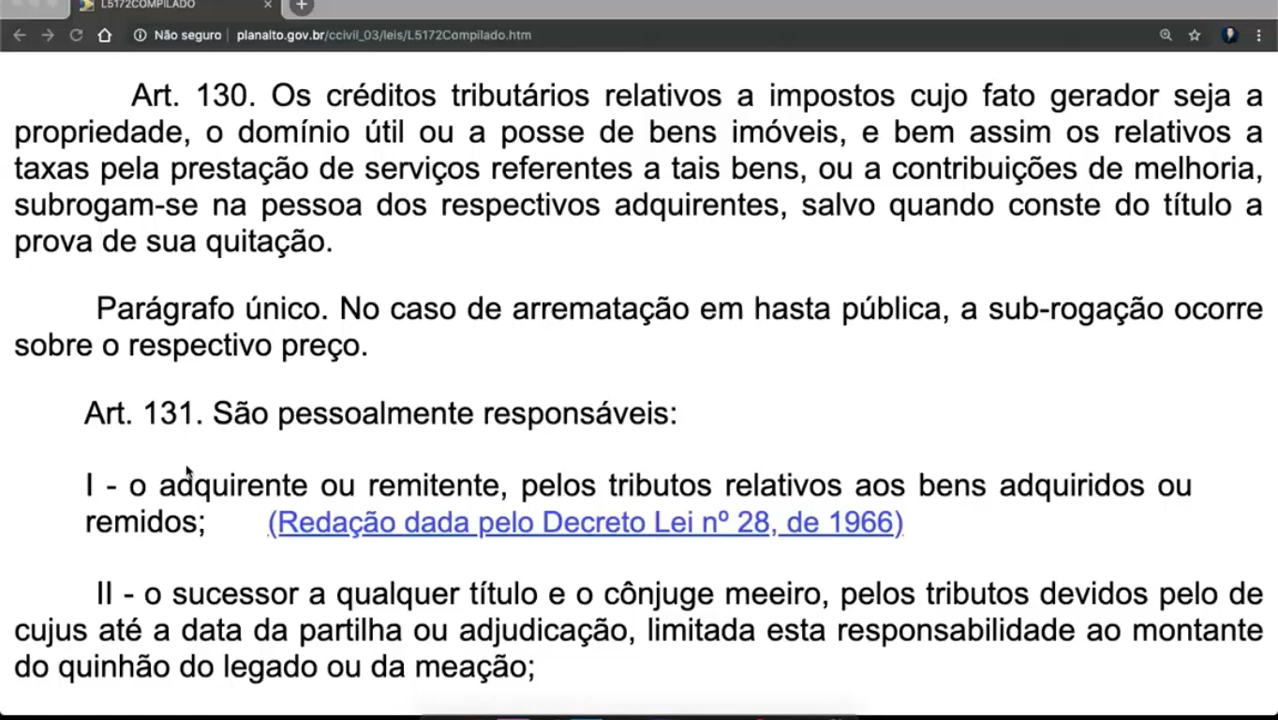 L5172COMPILADO
Não seguro | planalto.gov.br/ccivil_03/leis/L5172Compilado.htm
Art. 130. Os créditos tributários relativos a impostos cujo fato gerador seja a
propriedade, o domínio útil ou a posse de bens imóveis, e bem assim os relativos a
taxas pela prestação de serviços referentes a tais bens, ou a contribuições de melhoria,
subrogam-se na pessoa dos respectivos adquirentes, salvo quando conste do título a
prova de sua quitação.
Parágrafo único. No caso de arrematação em hasta pública, a sub-rogação ocorre
sobre o respectivo preço.
Art. 131. São pessoalmente responsáveis:
I - o adquirente ou remitente, pelos tributos relativos aos bens adquiridos ou
remidos; (Redação dada pelo Decreto Lei nº 28, de 1966)
II - o sucessor a qualquer título e o cônjuge meeiro, pelos tributos devidos pelo de
cujus até a data da partilha ou adjudicação, limitada esta responsabilidade ao montante
do quinhão do legado ou da meação;